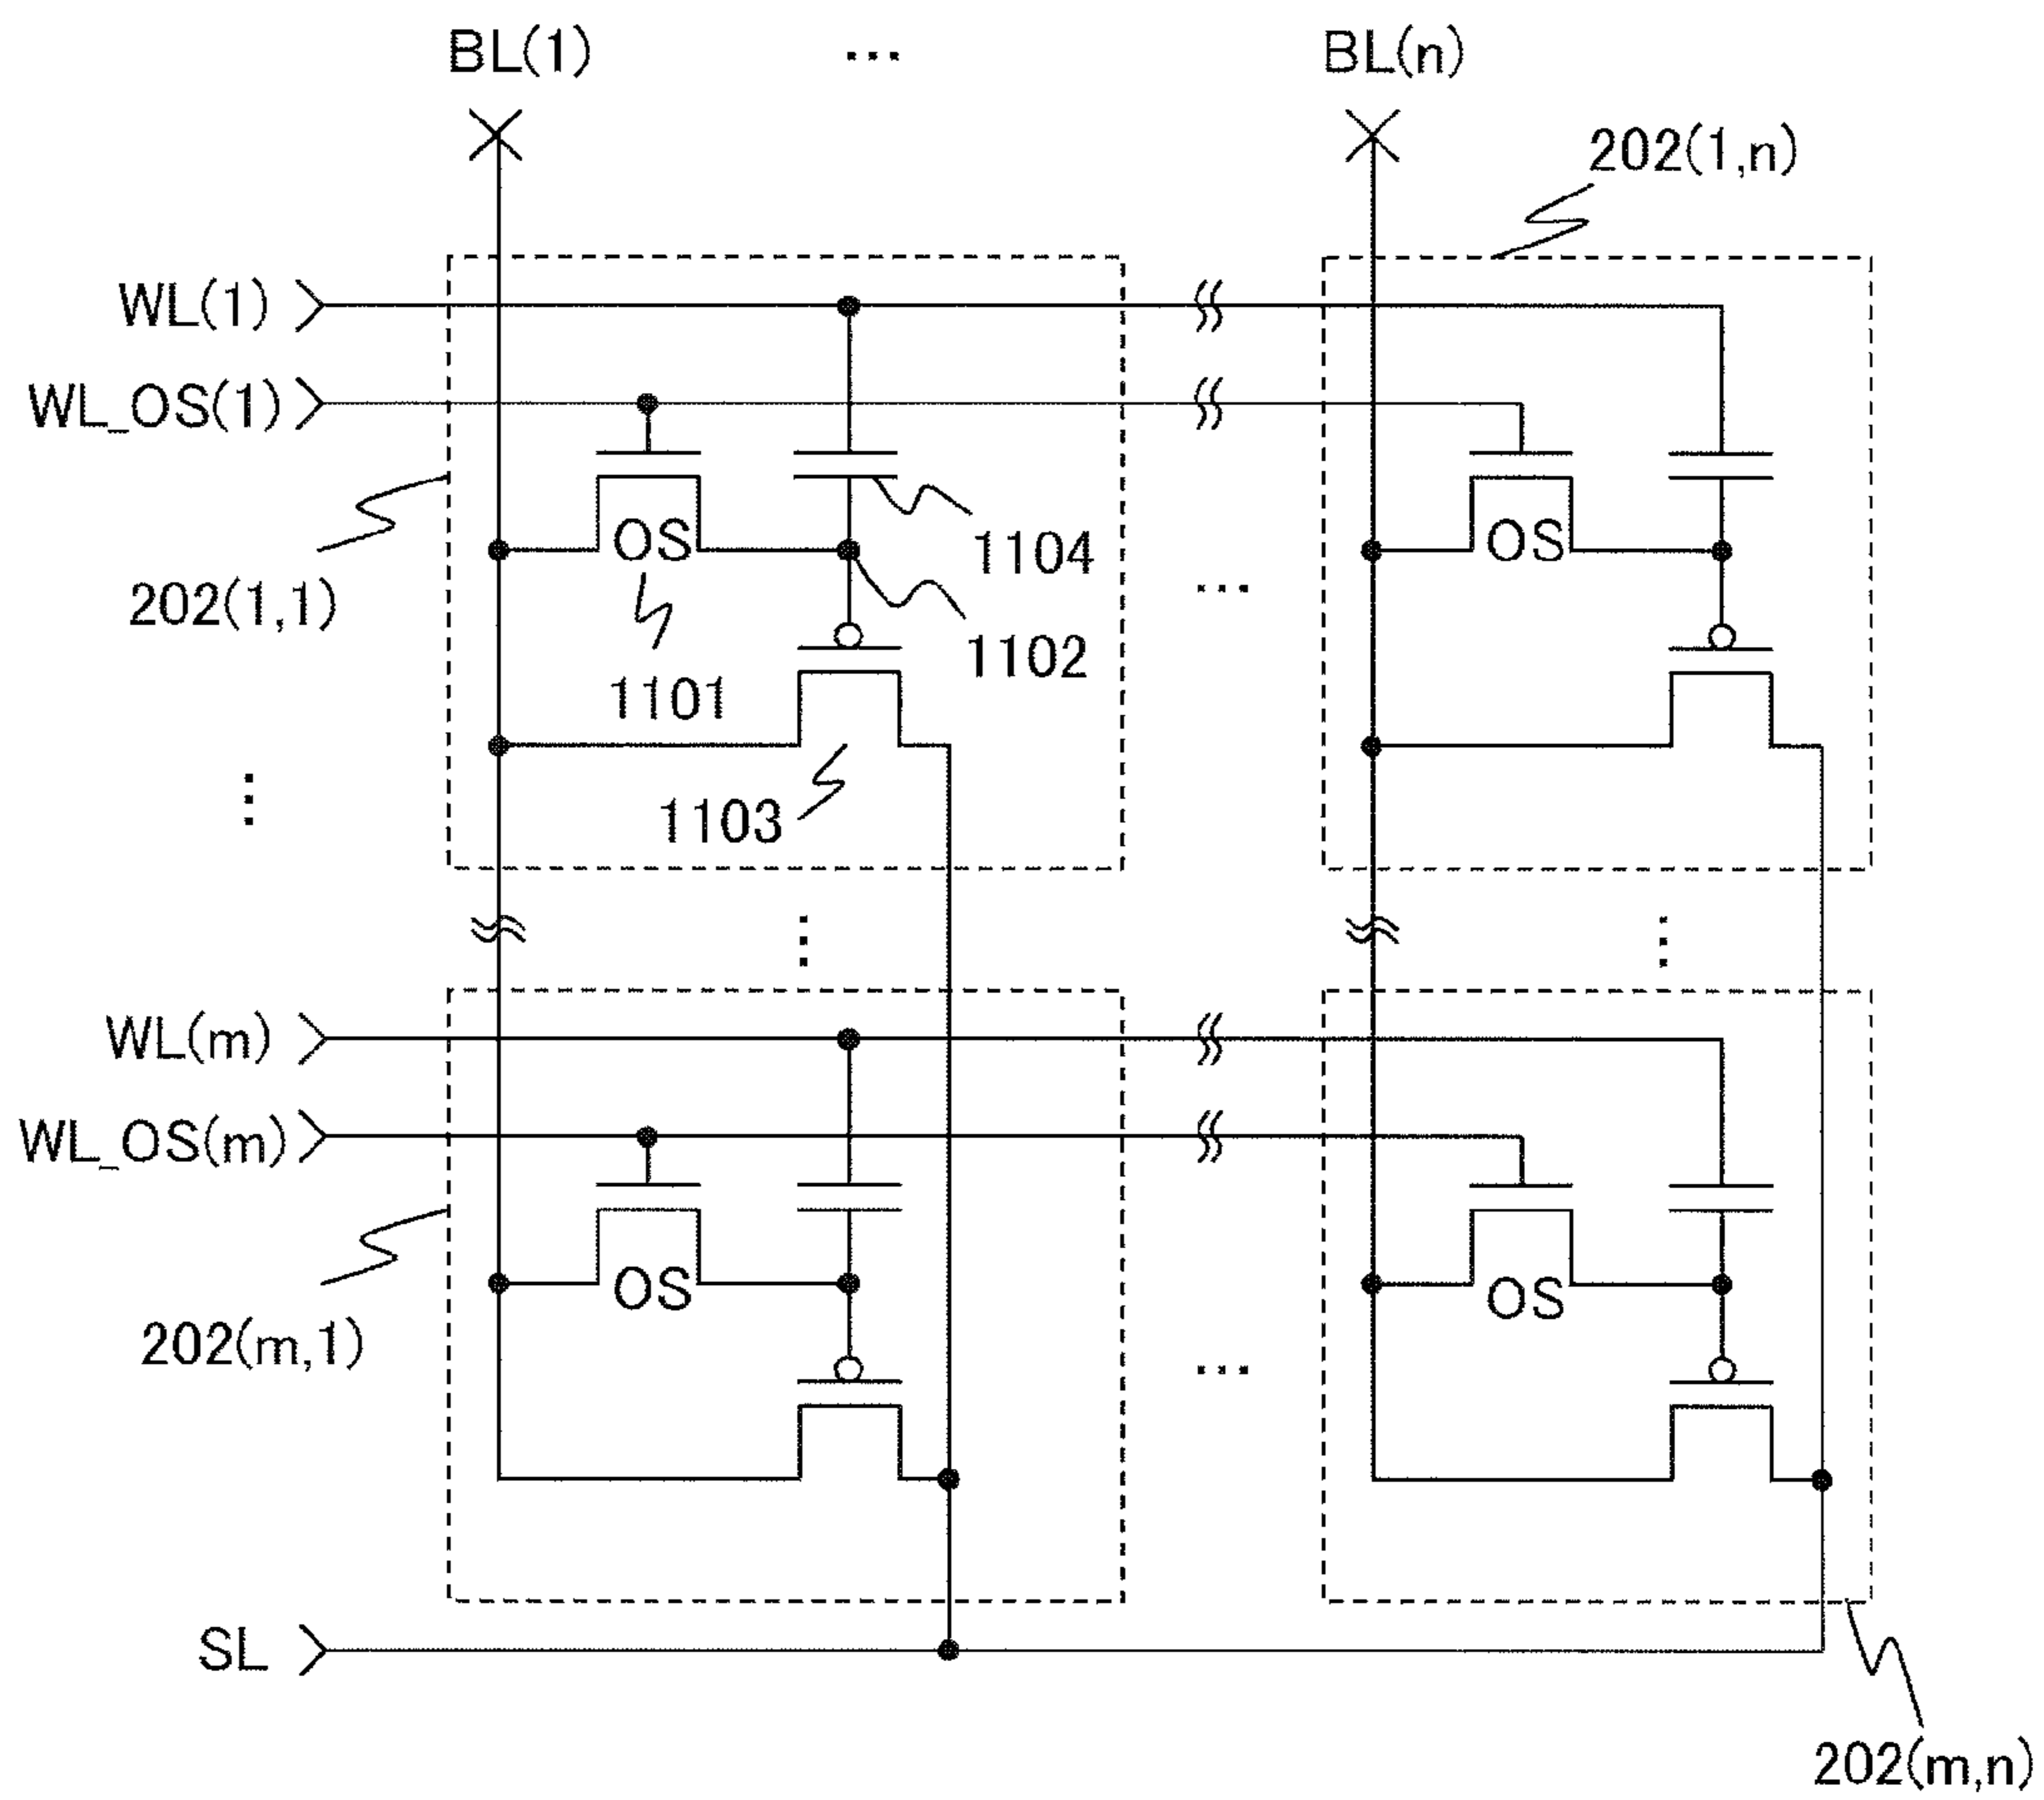 BL(1) ... BL(n)
202(1,n)
WL(1)
WL_OS(1)
OS
OS
1104
202(1,1)
1102
1101
1103
WL(m)
WL_OS(m)
OS
OS
202(m,1)
SL
202(m,n)